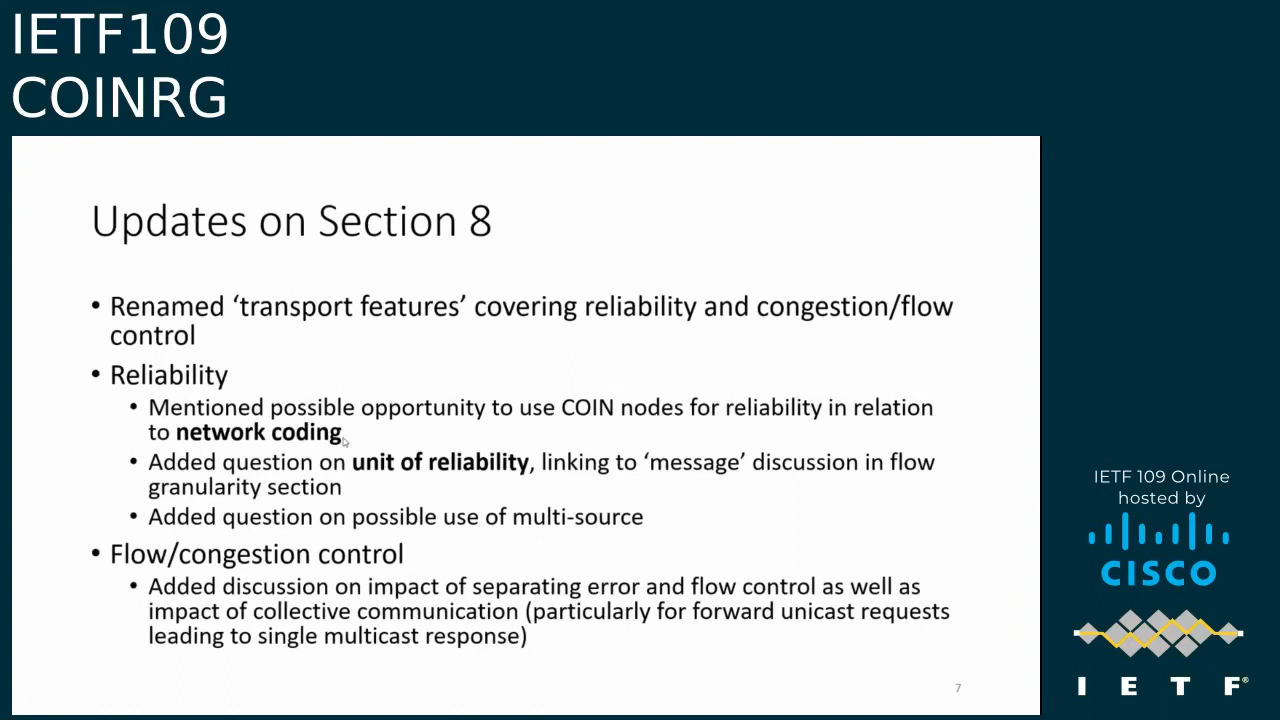 IETF109
COINRG
Updates on Section 8
• Renamed ‘transport features’ covering reliability and congestion/flow
control
• Reliability
• Mentioned possible opportunity to use COIN nodes for reliability in relation
to network coding
• Added question on unit of reliability, linking to ‘message’ discussion in flow
granularity section
• Added question on possible use of multi-source
• Flow/congestion control
• Added discussion on impact of separating error and flow control as well as
impact of collective communication (particularly for forward unicast requests
leading to single multicast response)
7
IETF 109 Online
hosted by
CISCO
I E T F®